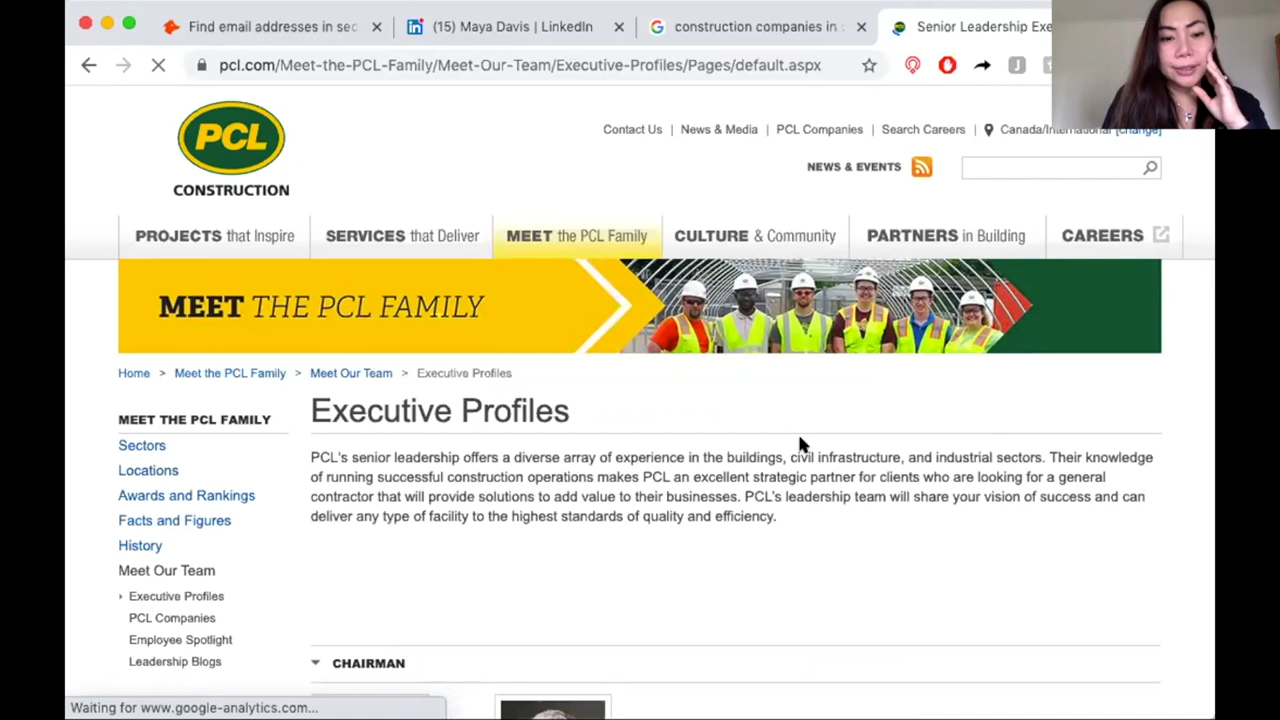 Find email addresses in sec
(15) Maya Davis | LinkedIn
construction companies in
Senior Leadership Exe
pcl.com/Meet-the-PCL-Family/Meet-Our-Team/Executive-Profiles/Pages/default.aspx
PCL
CONSTRUCTION
Contact Us | News & Media | PCL Companies | Search Careers | Canada/International [change]
NEWS & EVENTS
PROJECTS that Inspire
SERVICES that Deliver
MEET the PCL Family
CULTURE & Community
PARTNERS in Building
CAREERS
MEET THE PCL FAMILY
Home > Meet the PCL Family > Meet Our Team > Executive Profiles
MEET THE PCL FAMILY
Sectors
Locations
Awards and Rankings
Facts and Figures
History
Meet Our Team
Executive Profiles
PCL Companies
Employee Spotlight
Leadership Blogs
Executive Profiles
PCL's senior leadership offers a diverse array of experience in the buildings, civil infrastructure, and industrial sectors. Their knowledge
of running successful construction operations makes PCL an excellent strategic partner for clients who are looking for a general
contractor that will provide solutions to add value to their businesses. PCL's leadership team will share your vision of success and can
deliver any type of facility to the highest standards of quality and efficiency.
CHAIRMAN
Waiting for www.google-analytics.com...